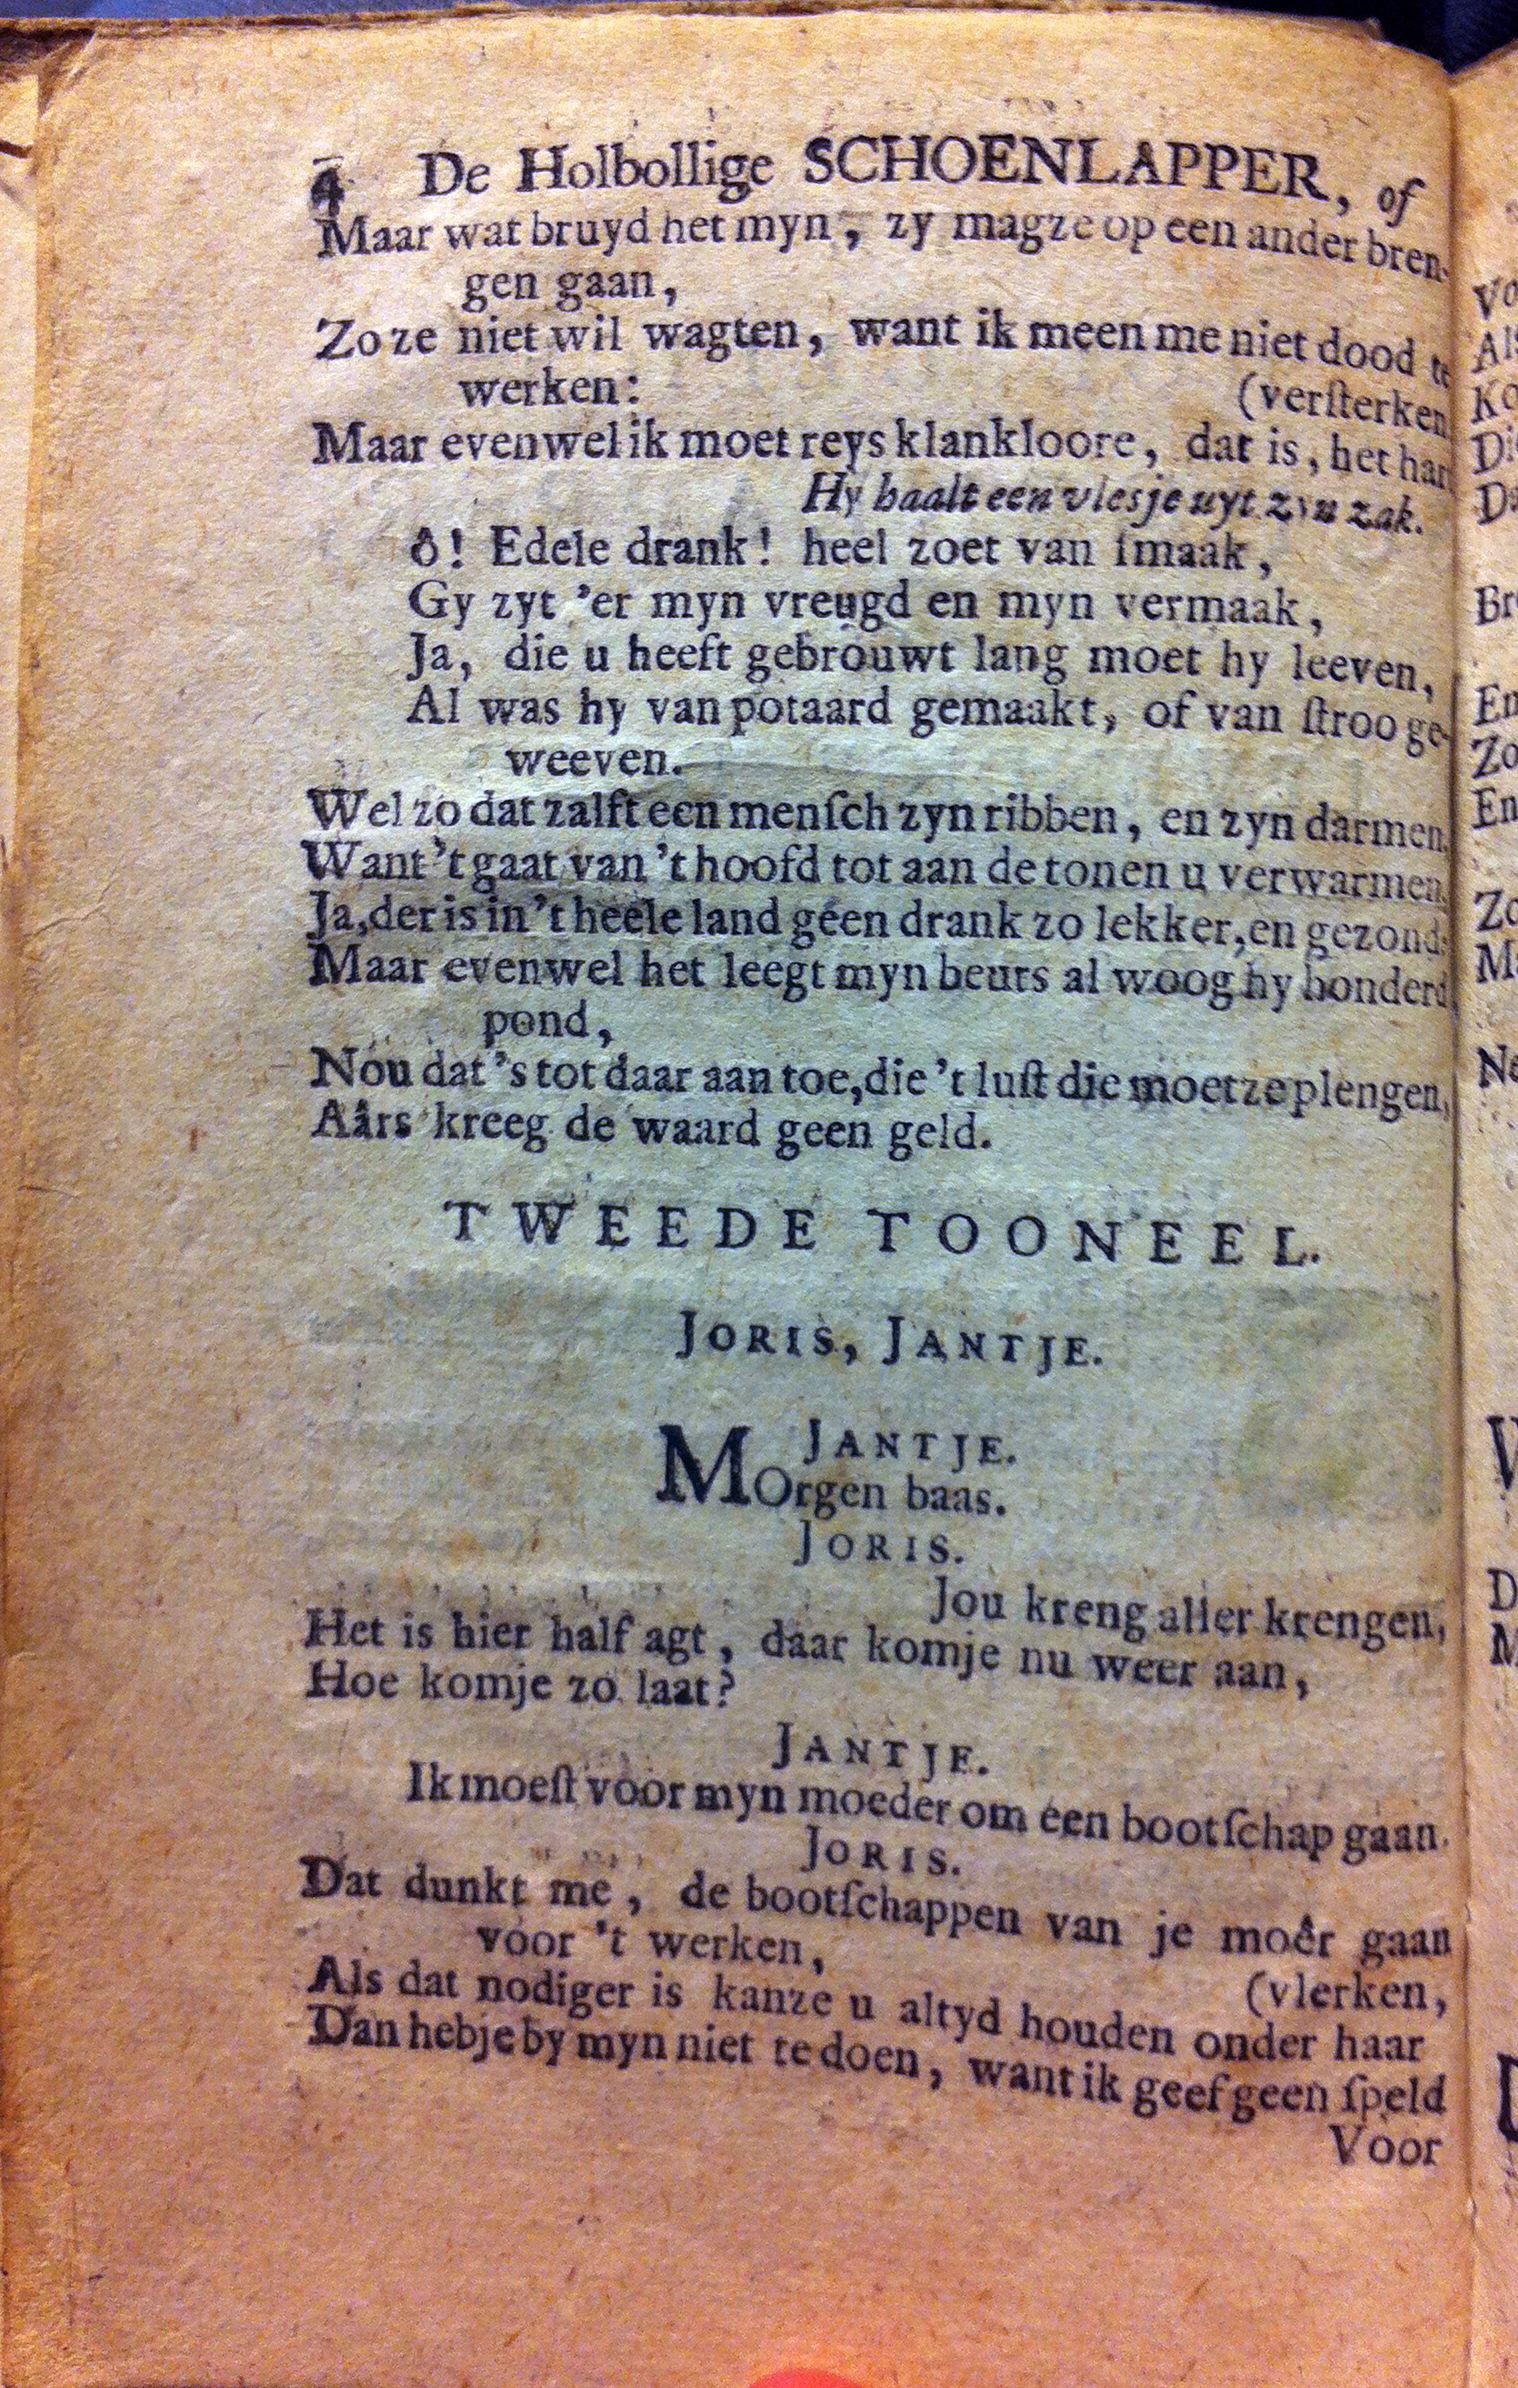 4 De Holbollige SCHOENLAPPER, of
Maar wat bruyd het myn, zy magze op een ander bren-
gen gaan,
Zo ze niet wil wagten, want ik meen me niet dood te
werken: (verſterken
Maar evenwel ik moet reys klankloore, dat is, het hart
Hy haalt een vlesje uyt zyn zak.
ô! Edele drank! heel zoet van ſmaak,
Gy zyt 'er myn vreugd en myn vermaak,
Ja, die u heeft gebrouwt lang moet hy leeven,
Al was hy van potaard gemaakt, of van ſtroo ge-
weeven.
Wel zo dat zalft een menſch zyn ribben, en zyn darmen.
Want 't gaat van 't hoofd tot aan de tonen u verwarmen.
Ja, der is in 't heele land geen drank zo lekker, en gezond:
Maar evenwel het leegt myn beurs al woog hy honderd
pond,
Nou dat 's tot daar aan toe, die 't luſt die moet ze plengen,
Aârs kreeg de waard geen geld.
TWEEDE TOONEEL.
JORIS, JANTJE.
JANTJE.
MOrgen baas.
JORIS.
Jou kreng aller krengen,
Het is hier half agt, daar komje nu weer aan,
Hoe komje zo laat?
JANTJE.
Ik moeſt voor myn moeder om een bootſchap gaan.
JORIS.
Dat dunkt me, de bootſchappen van je moêr gaan
voor 't werken, (vlerken,
Als dat nodiger is kanze u altyd houden onder haar
Dan hebje by myn niet te doen, want ik geef geen ſpeld
Voor